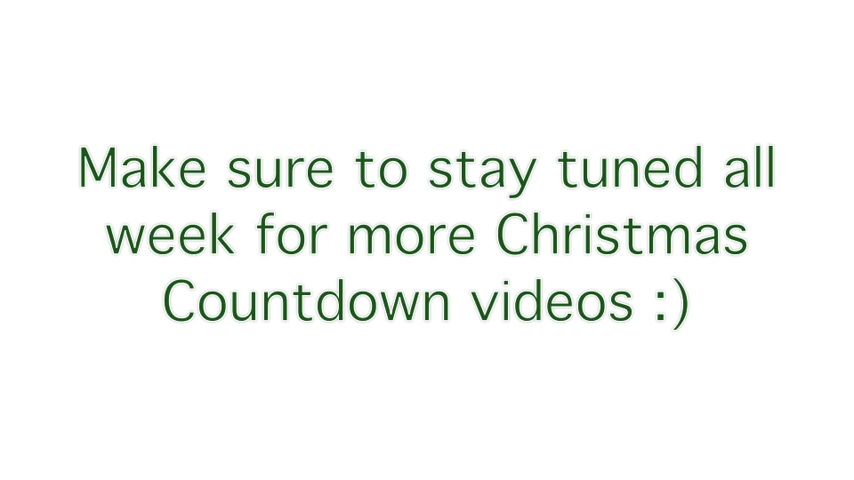 Make sure to stay tuned all
week for more Christmas
Countdown videos :)